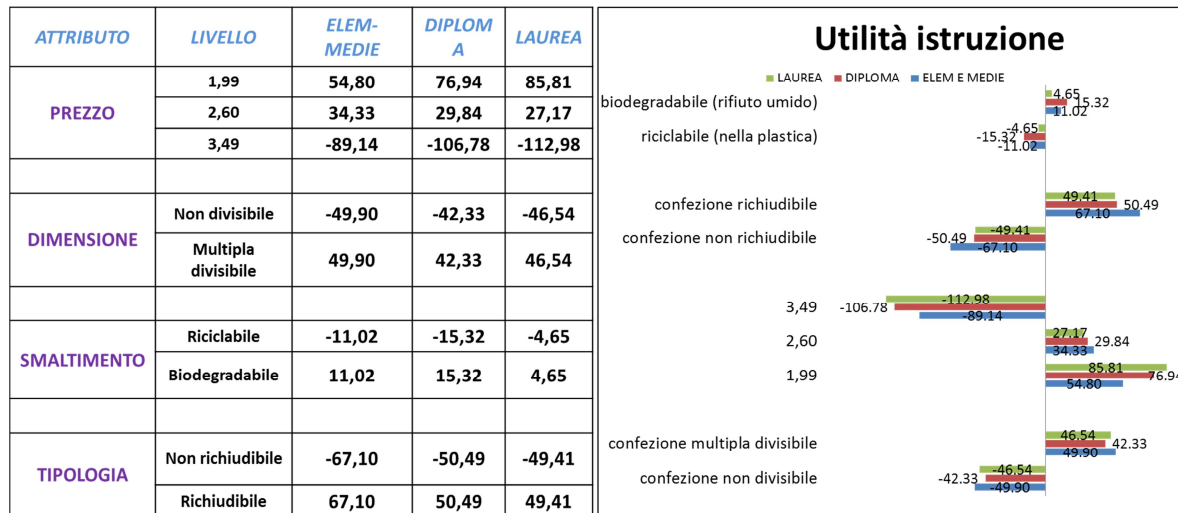 ATTRIBUTO LIVELLO ELEM-MEDIE DIPLOMA LAUREA
PREZZO
1,99 54,80 76,94 85,81
2,60 34,33 29,84 27,17
3,49 -89,14 -106,78 -112,98
DIMENSIONE
Non divisibile -49,90 -42,33 -46,54
Multipla divisibile 49,90 42,33 46,54
SMALTIMENTO
Riciclabile -11,02 -15,32 -4,65
Biodegradabile 11,02 15,32 4,65
TIPOLOGIA
Non richiudibile -67,10 -50,49 -49,41
Richiudibile 67,10 50,49 49,41
Utilità istruzione
LAUREA DIPLOMA ELEM E MEDIE
biodegradabile (rifiuto umido)
4.65
15.32
11.02
riciclabile (nella plastica)
-4.65
-15.32
-11.02
confezione richiudibile
49.41
50.49
67.10
confezione non richiudibile
-49.41
-50.49
-67.10
3,49
-112.98
-106.78
-89.14
2,60
27.17
29.84
34.33
1,99
85.81
76.94
54.80
confezione multipla divisibile
46.54
42.33
49.90
confezione non divisibile
-46.54
-42.33
-49.90